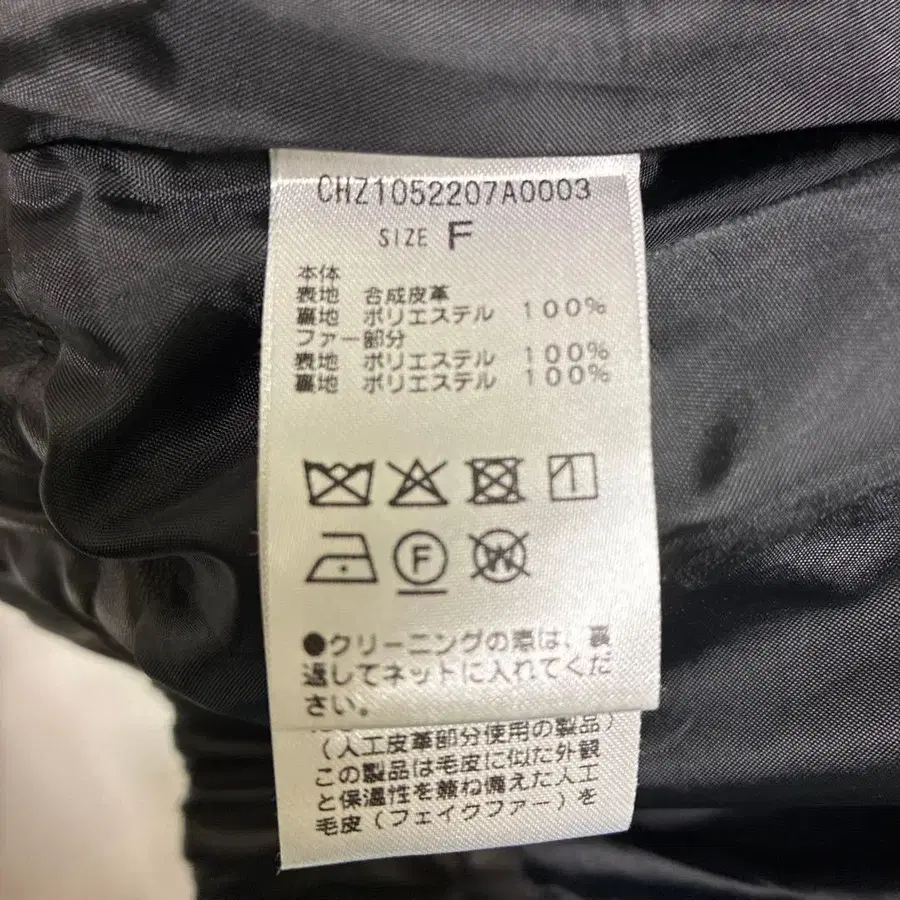 CHZ1052207A0003
SIZE F
本体
表地 合成皮革
裏地 ポリエステル 100%
ファー部分
表地 ポリエステル 100%
裏地 ポリエステル 100%
F
W
●クリーニングの際は、裏
返してネットに入れてくだ
さい。
(人工皮革部分使用の製品)
この製品は毛皮に似た外観
と保温性を兼ね備えた人工
毛皮(フェイクファー)を